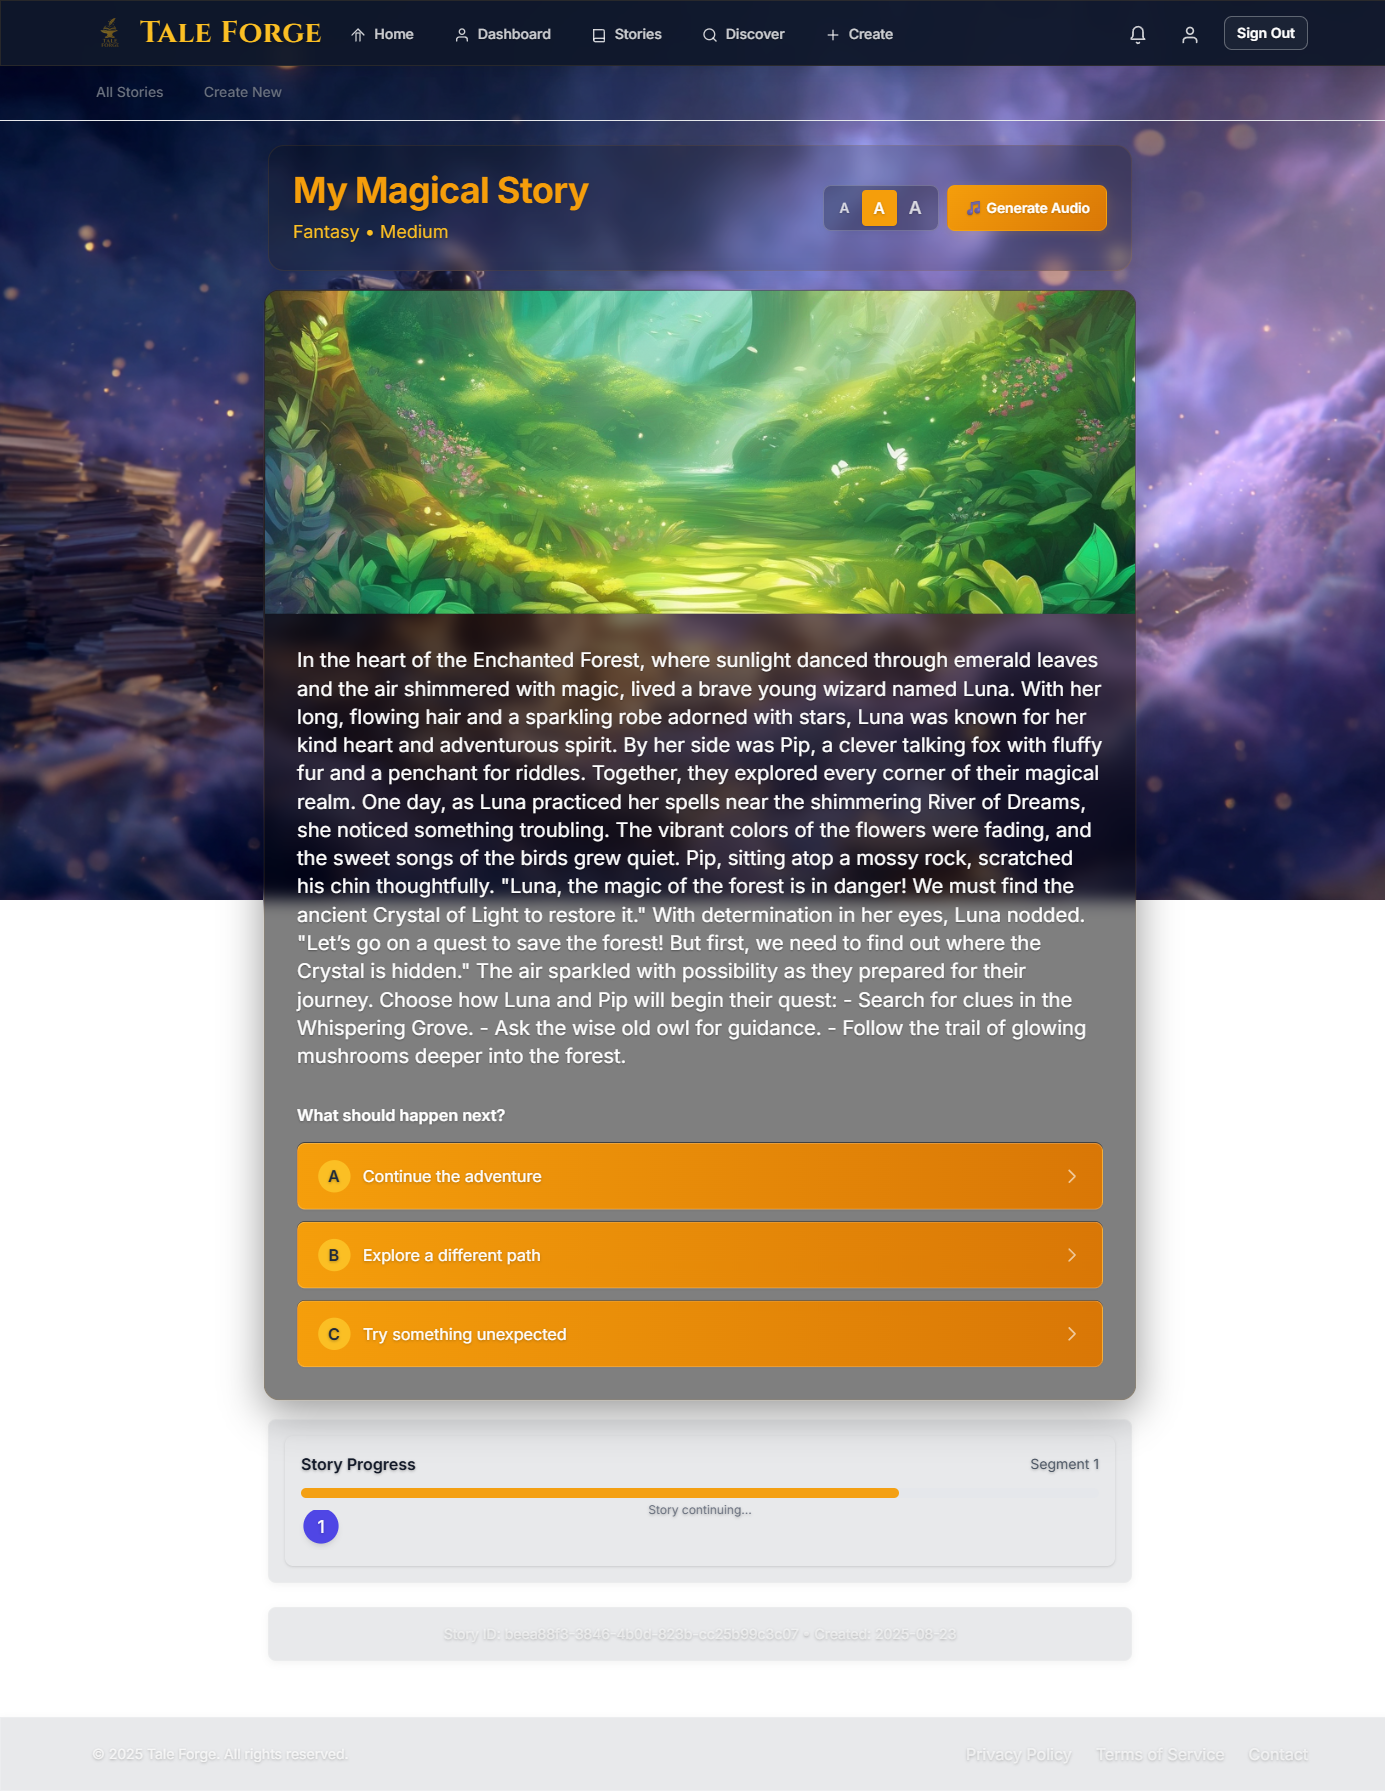 TALE FORGE
Home
Dashboard
Stories
Discover
Create
Sign Out
All Stories
Create New
My Magical Story
Fantasy • Medium
A
A
A
🎵 Generate Audio
In the heart of the Enchanted Forest, where sunlight danced through emerald leaves
and the air shimmered with magic, lived a brave young wizard named Luna. With her
long, flowing hair and a sparkling robe adorned with stars, Luna was known for her
kind heart and adventurous spirit. By her side was Pip, a clever talking fox with fluffy
fur and a penchant for riddles. Together, they explored every corner of their magical
realm. One day, as Luna practiced her spells near the shimmering River of Dreams,
she noticed something troubling. The vibrant colors of the flowers were fading, and
the sweet songs of the birds grew quiet. Pip, sitting atop a mossy rock, scratched
his chin thoughtfully. "Luna, the magic of the forest is in danger! We must find the
ancient Crystal of Light to restore it." With determination in her eyes, Luna nodded.
"Let’s go on a quest to save the forest! But first, we need to find out where the
Crystal is hidden." The air sparkled with possibility as they prepared for their
journey. Choose how Luna and Pip will begin their quest: - Search for clues in the
Whispering Grove. - Ask the wise old owl for guidance. - Follow the trail of glowing
mushrooms deeper into the forest.
What should happen next?
A Continue the adventure
B Explore a different path
C Try something unexpected
Story Progress
Segment 1
Story continuing...
1
Story ID: beea88f3-3846-4b0d-823b-cc25b99c3c07 • Created: 2025-08-23
© 2025 Tale Forge. All rights reserved.
Privacy Policy
Terms of Service
Contact